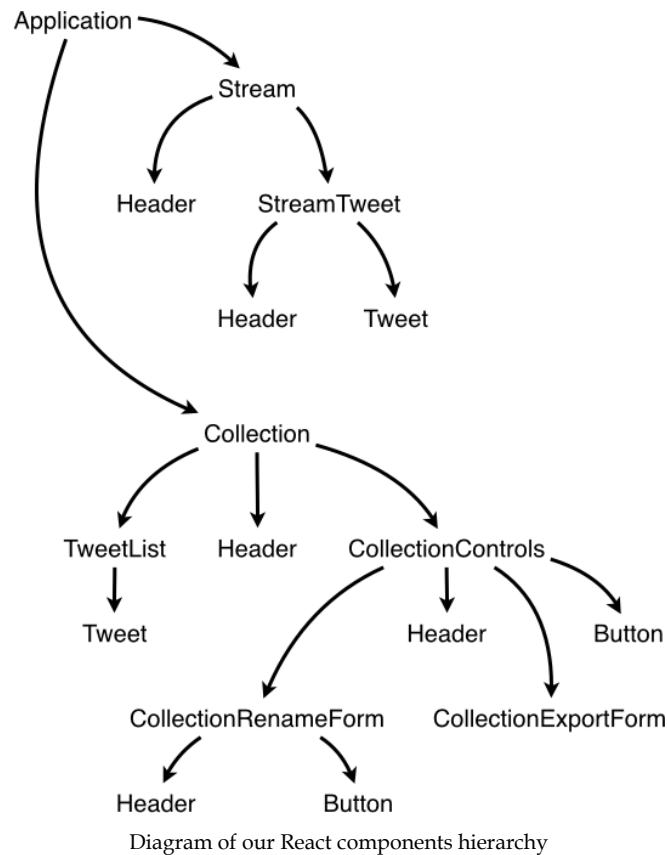 Application
Stream
Header
StreamTweet
Header
Tweet
Collection
TweetList
Header
CollectionControls
Tweet
Header
Button
CollectionRenameForm
CollectionExportForm
Header
Button
Diagram of our React components hierarchy